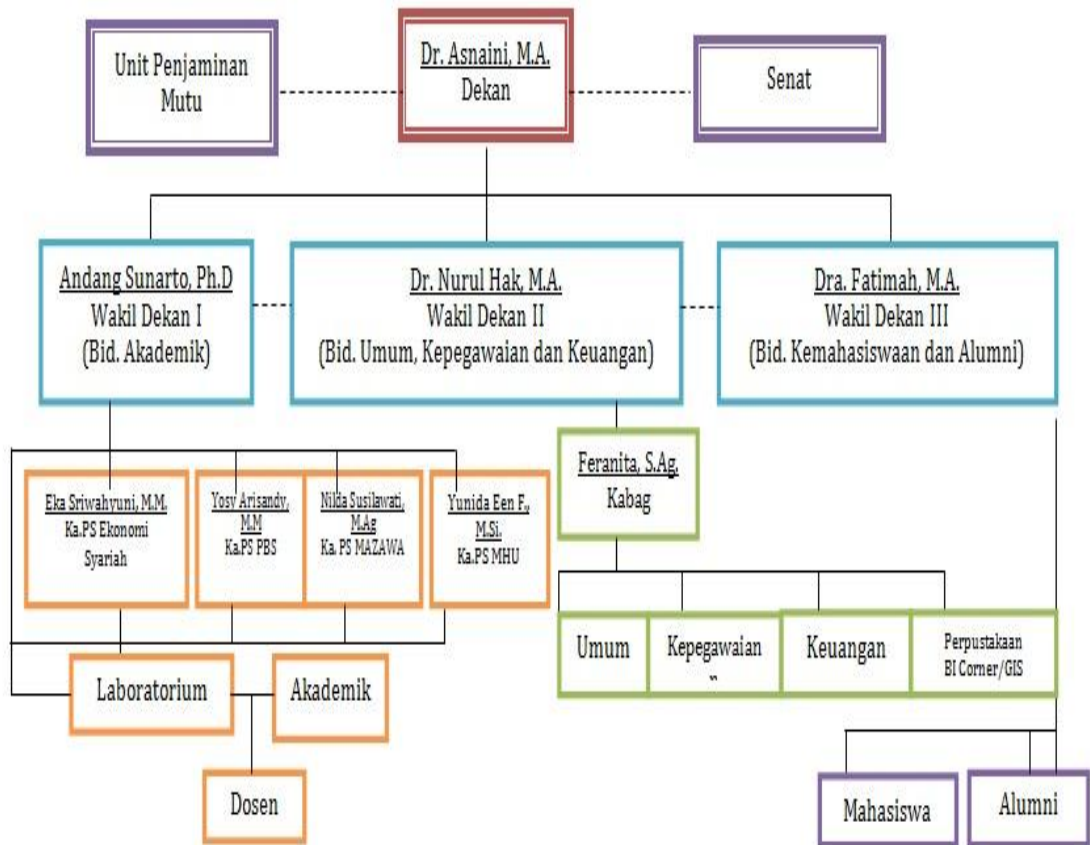 Unit Penjaminan
Mutu
Dr. Asnaini, M.A.
Dekan
Senat
Andang Sunarto, Ph.D
Wakil Dekan I
(Bid. Akademik)
Dr. Nurul Hak, M.A.
Wakil Dekan II
(Bid. Umum, Kepegawaian dan Keuangan)
Dra. Fatimah, M.A.
Wakil Dekan III
(Bid. Kemahasiswaan dan Alumni)
Feranita, S.Ag.
Kabag
Eka Sriwahyuni, M.M.
Ka.PS Ekonomi
Syariah
Yosy Arisandy,
M.M
Ka.PS PBS
Nilda Susilawati,
M.Ag
Ka. PS MAZAWA
Yunida Een F.,
M.Si.
Ka.PS MHU
Umum
Kepegawaian
Keuangan
Perpustakaan
BI Corner/GIS
Laboratorium
Akademik
Dosen
Mahasiswa
Alumni